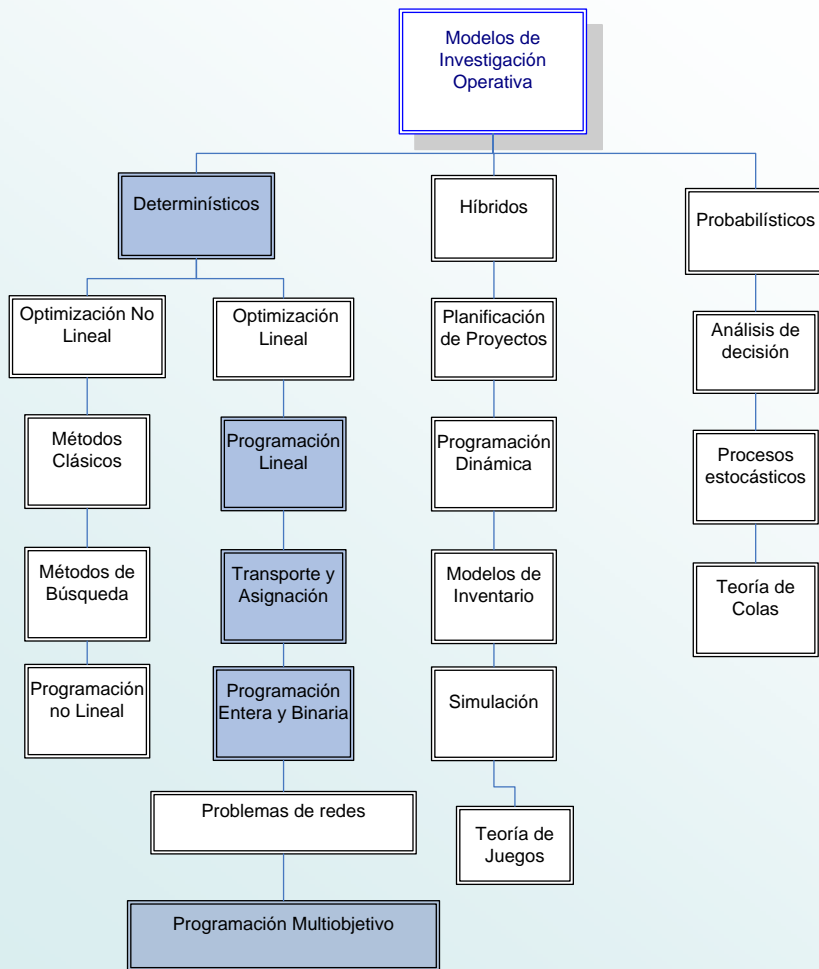 Modelos de
Investigación
Operativa
Determinísticos
Híbridos
Probabilísticos
Optimización No
Lineal
Optimización
Lineal
Planificación
de Proyectos
Análisis de
decisión
Métodos
Clásicos
Programación
Lineal
Programación
Dinámica
Procesos
estocásticos
Métodos de
Búsqueda
Transporte y
Asignación
Modelos de
Inventario
Teoría de
Colas
Programación
no Lineal
Programación
Entera y Binaria
Simulación
Problemas de redes
Teoría de
Juegos
Programación Multiobjetivo